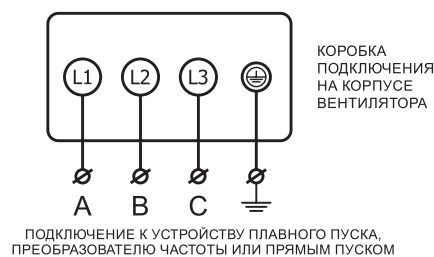 L1 L2 L3
КОРОБКА
ПОДКЛЮЧЕНИЯ
НА КОРПУСЕ
ВЕНТИЛЯТОРА
A B C
ПОДКЛЮЧЕНИЕ К УСТРОЙСТВУ ПЛАВНОГО ПУСКА,
ПРЕОБРАЗОВАТЕЛЮ ЧАСТОТЫ ИЛИ ПРЯМЫМ ПУСКОМ